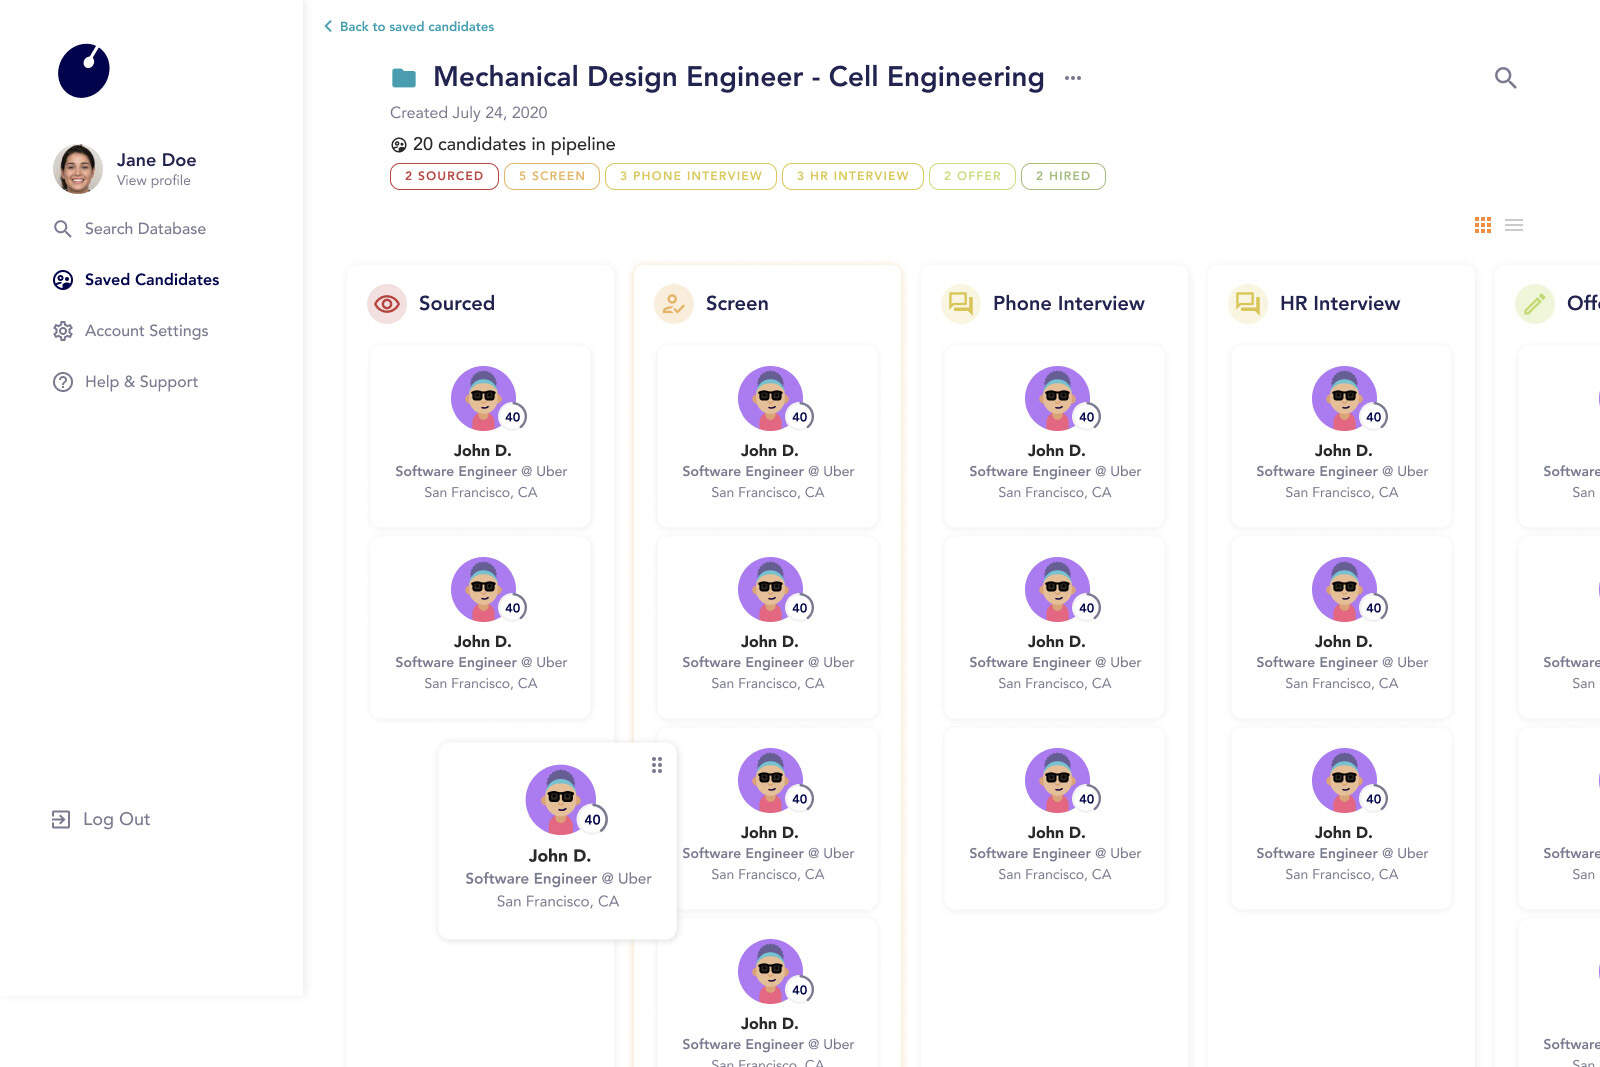 Back to saved candidates
Mechanical Design Engineer - Cell Engineering
Created July 24, 2020
20 candidates in pipeline
2 SOURCED 5 SCREEN 3 PHONE INTERVIEW 3 HR INTERVIEW 2 OFFER 2 HIRED
Jane Doe
View profile
Search Database
Saved Candidates
Account Settings
Help & Support
Log Out
Sourced
40
John D.
Software Engineer @ Uber
San Francisco, CA
40
John D.
Software Engineer @ Uber
San Francisco, CA
40
John D.
Software Engineer @ Uber
San Francisco, CA
Screen
40
John D.
Software Engineer @ Uber
San Francisco, CA
40
John D.
Software Engineer @ Uber
San Francisco, CA
40
John D.
Software Engineer @ Uber
San Francisco, CA
40
John D.
Software Engineer @ Uber
San Francisco, CA
Phone Interview
40
John D.
Software Engineer @ Uber
San Francisco, CA
40
John D.
Software Engineer @ Uber
San Francisco, CA
40
John D.
Software Engineer @ Uber
San Francisco, CA
HR Interview
40
John D.
Software Engineer @ Uber
San Francisco, CA
40
John D.
Software Engineer @ Uber
San Francisco, CA
40
John D.
Software Engineer @ Uber
San Francisco, CA
Software
San
Software
San
Software
San
Software